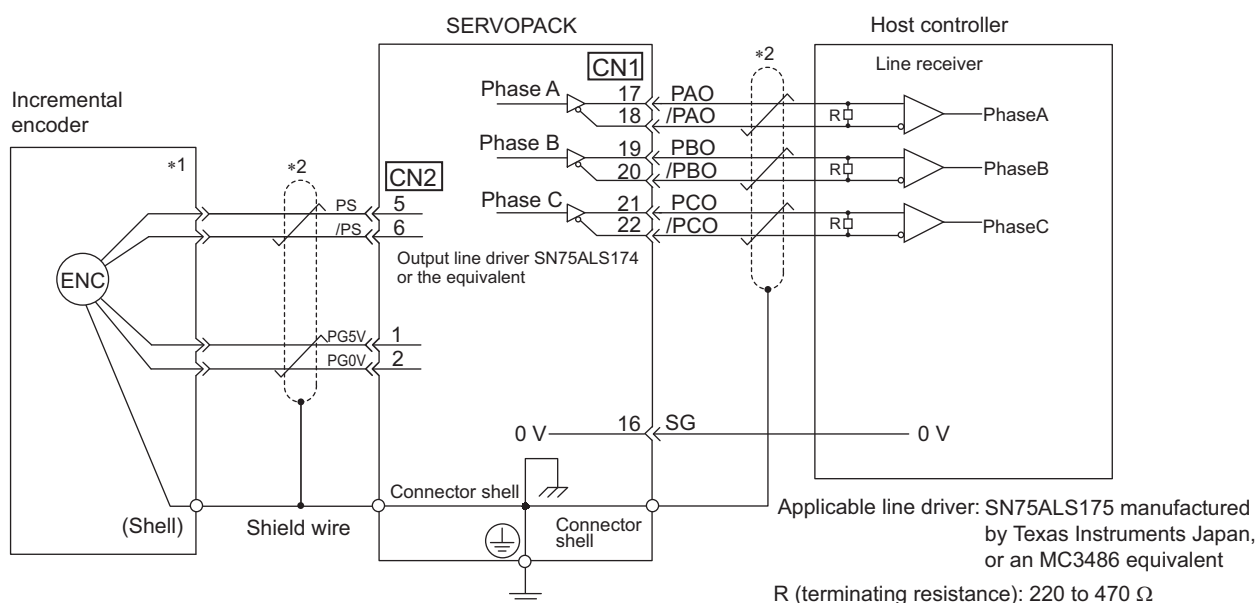 SERVOPACK
Host controller
Incremental
encoder
*1
*2
CN2
PS
5
/PS
6
ENC
PG5V
1
PG0V
2
(Shell)
Shield wire
CN1
Phase A
17
PAO
18
/PAO
Phase B
19
PBO
20
/PBO
Phase C
21
PCO
22
/PCO
Output line driver SN75ALS174
or the equivalent
*2
Line receiver
R
PhaseA
R
PhaseB
R
PhaseC
0 V
16
SG
0 V
Connector shell
Connector
shell
Applicable line driver: SN75ALS175 manufactured
by Texas Instruments Japan,
or an MC3486 equivalent
R (terminating resistance): 220 to 470 Ω